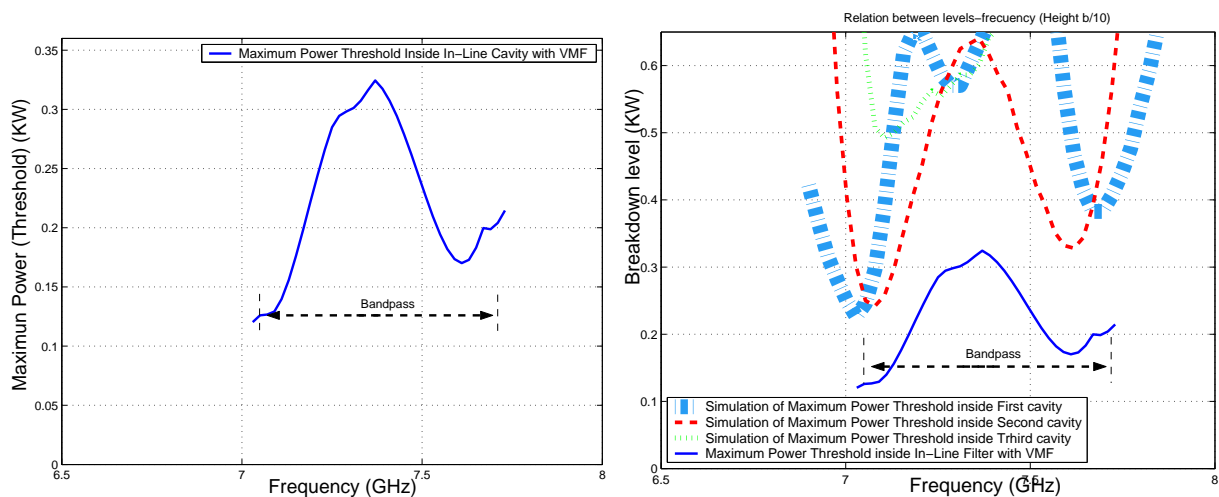 Maximum Power Threshold Inside In−Line Cavity with VMF
0.35
0.3
0.25
0.2
0.15
0.1
0.05
0
Maximun Power (Threshold) (KW)
Bandpass
6.5
7
7.5
8
Frequency (GHz)
Relation between levels−frecuency (Height b/10)
0.6
0.5
0.4
0.3
0.2
0.1
0
Breakdown level (KW)
Bandpass
Simulation of Maximum Power Threshold inside First cavity
Simulation of Maximum Power Threshold inside Second cavity
Simulation of Maximum Power Threshold inside Trhird cavity
Maximum Power Threshold inside In−Line Filter with VMF
6.5
7
7.5
8
Frequency (GHz)